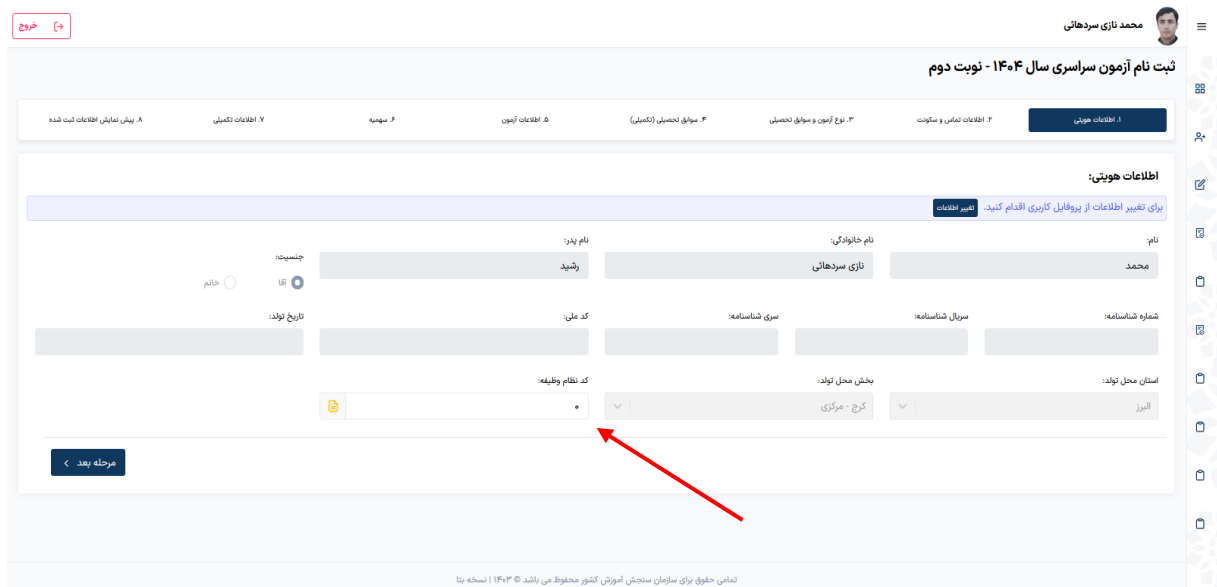 محمد نازی سردهائی
خروج
ثبت نام آزمون سراسری سال ۱۴۰۴ - نوبت دوم
۱. اطلاعات هویتی
۲. اطلاعات تماس و سکونت
۳. نوع آزمون و سوابق تحصیلی
۴. سوابق تحصیلی (تکمیلی)
۵. اطلاعات آزمون
۶. سهمیه
۷. اطلاعات تکمیلی
۸. پیش نمایش اطلاعات ثبت شده
اطلاعات هویتی:
برای تغییر اطلاعات از پروفایل کاربری اقدام کنید. تغییر اطلاعات
نام: نام خانوادگی: نام پدر: جنسیت:
محمد نازی سردهائی رشید آقا خانم
شماره شناسنامه: سریال شناسنامه: سری شناسنامه: کد ملی: تاریخ تولد:
استان محل تولد: بخش محل تولد: کد نظام وظیفه:
البرز کرج - مرکزی ۰
مرحله بعد
تمامی حقوق برای سازمان سنجش آموزش کشور محفوظ می باشد © ۱۴۰۳ | نسخه بتا